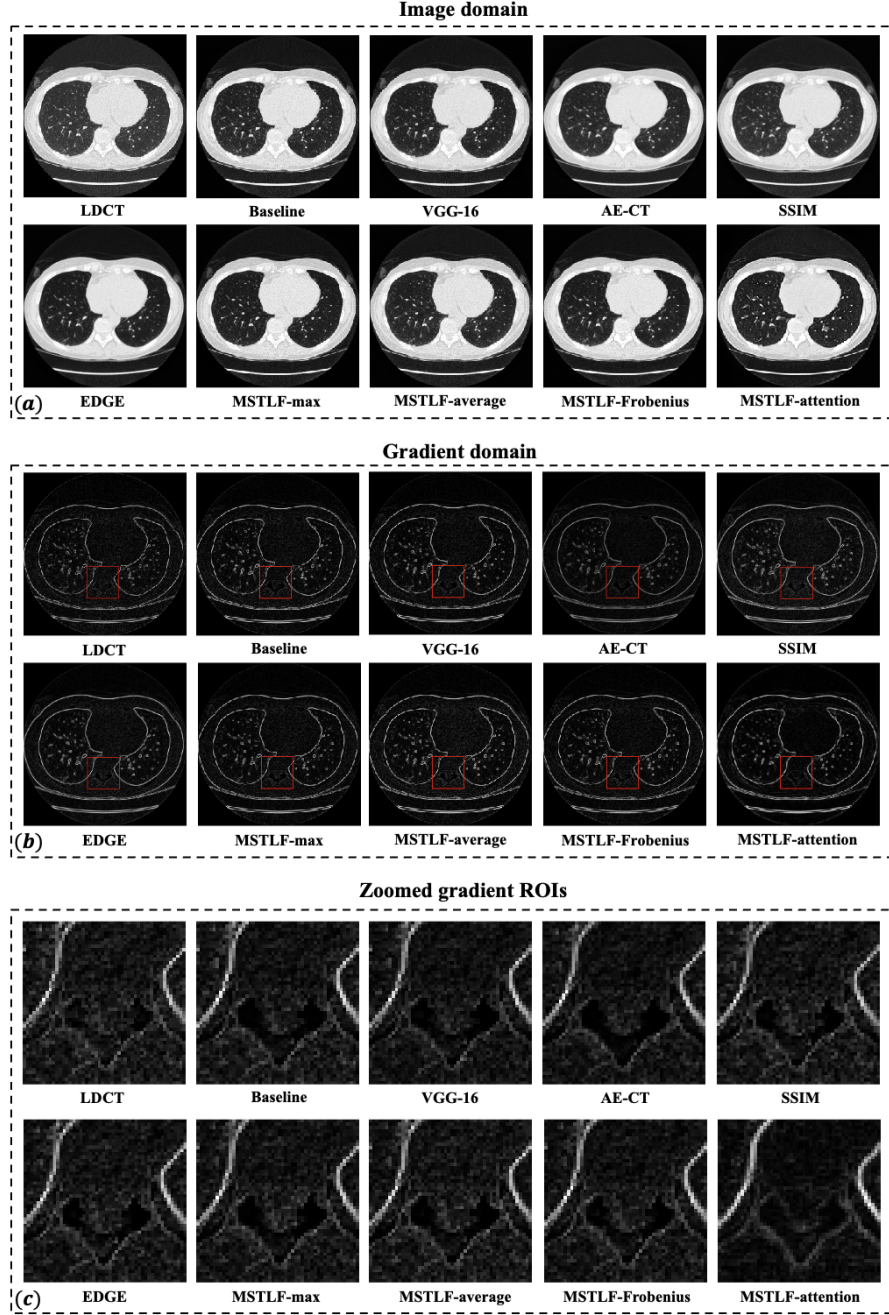 Image domain
LDCT Baseline VGG-16 AE-CT SSIM
EDGE MSTLF-max MSTLF-average MSTLF-Frobenius MSTLF-attention
(a)
Gradient domain
LDCT Baseline VGG-16 AE-CT SSIM
EDGE MSTLF-max MSTLF-average MSTLF-Frobenius MSTLF-attention
(b)
Zoomed gradient ROIs
LDCT Baseline VGG-16 AE-CT SSIM
EDGE MSTLF-max MSTLF-average MSTLF-Frobenius MSTLF-attention
(c)